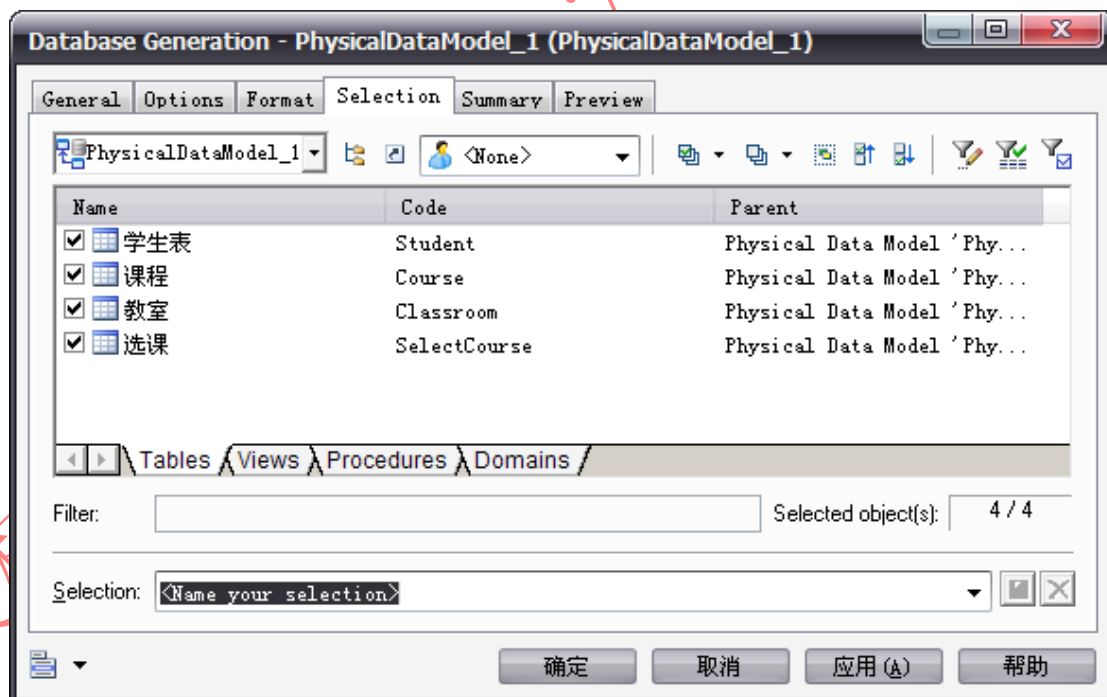 Database Generation - PhysicalDataModel_1 (PhysicalDataModel_1)
General Options Format Selection Summary Preview
PhysicalDataModel_1 <None>
Name Code Parent
学生表 Student Physical Data Model 'Phy...
课程 Course Physical Data Model 'Phy...
教室 Classroom Physical Data Model 'Phy...
选课 SelectCourse Physical Data Model 'Phy...
Tables Views Procedures Domains
Filter: Selected object(s): 4 / 4
Selection: <Name your selection>
确定 取消 应用(A) 帮助